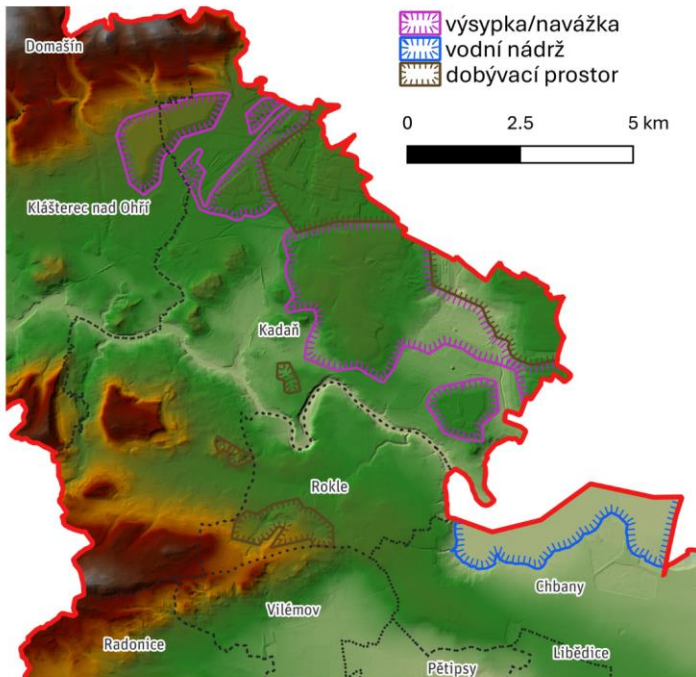 Domašín
výsypka/navážka
vodní nádrž
dobývací prostor
0 2.5 5 km
Klášterec nad Ohří
Kadaň
Rokle
Chbany
Vilémov
Radonice
Libědice
Pětipsy